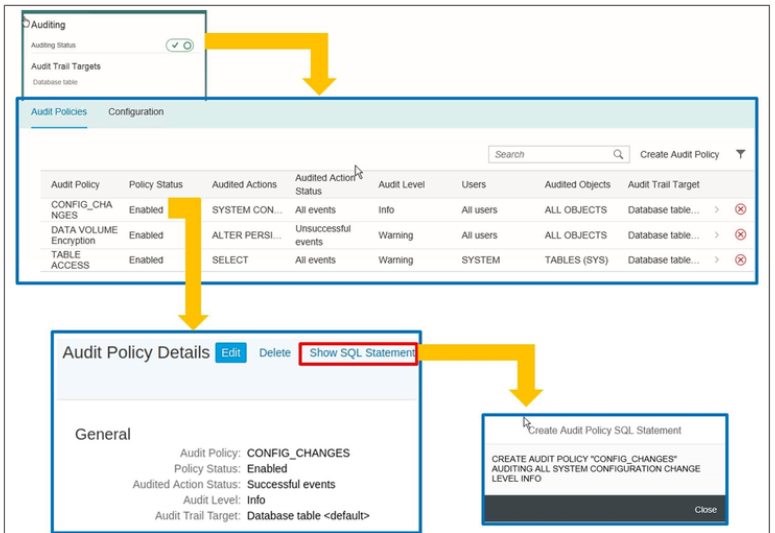 Auditing
Auditing Status
Audit Trail Targets
Database table
Audit Policies Configuration
Search Create Audit Policy
Audit Policy Policy Status Audited Actions Audited Action Status Audit Level Users Audited Objects Audit Trail Target
CONFIG_CHANGES Enabled SYSTEM CON... All events Info All users ALL OBJECTS Database table...
DATA VOLUME Encryption Enabled ALTER PERSI... Unsuccessful events Warning All users ALL OBJECTS Database table...
TABLE ACCESS Enabled SELECT All events Warning SYSTEM TABLES (SYS) Database table...
Audit Policy Details Edit Delete Show SQL Statement
General
Audit Policy: CONFIG_CHANGES
Policy Status: Enabled
Audited Action Status: Successful events
Audit Level: Info
Audit Trail Target: Database table <default>
Create Audit Policy SQL Statement
CREATE AUDIT POLICY "CONFIG_CHANGES"
AUDITING ALL SYSTEM CONFIGURATION CHANGE
LEVEL INFO
Close